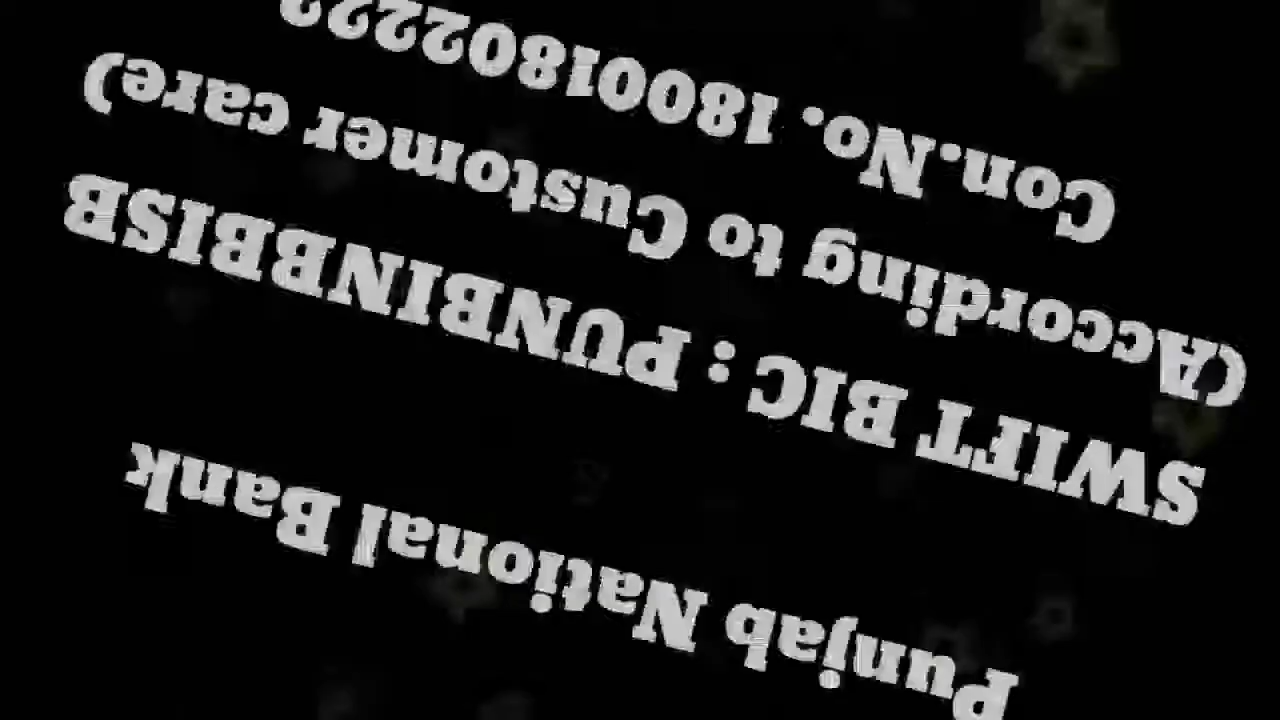 Punjab National Bank
SWIFT BIC : PUNBINBBISB
(According to Customer care)
Con.No. 18001802222